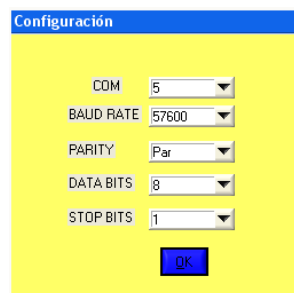 Configuración
COM 5
BAUD RATE 57600
PARITY Par
DATA BITS 8
STOP BITS 1
OK